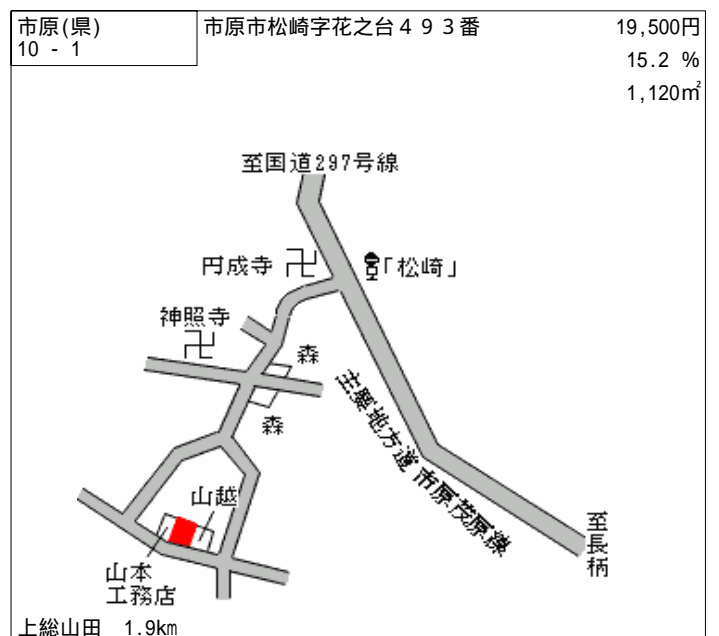 市原(県)
10 - 1
市原市松崎字花之台４９３番
19,500円
15.2 %
1,120㎡
至国道297号線
円成寺
「松崎」
神照寺
森
森
主要地方道 市原茂原線
山越
山本
工務店
至長柄
上総山田 1.9km